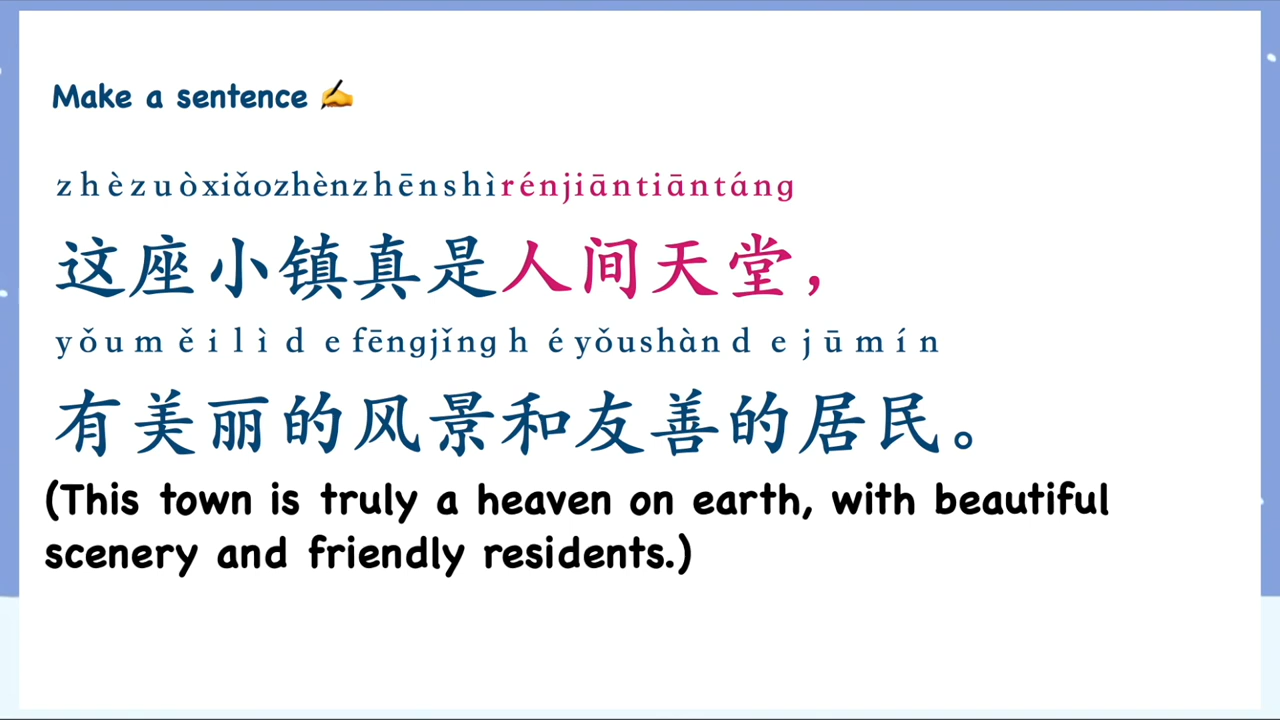 Make a sentence ✍️
zhèzuòxiǎozhènzhēnshìrénjiāntiāntáng
这座小镇真是人间天堂，
yǒuměilìdefēngjǐnghéyǒushàndejūmín
有美丽的风景和友善的居民。
(This town is truly a heaven on earth, with beautiful
scenery and friendly residents.)